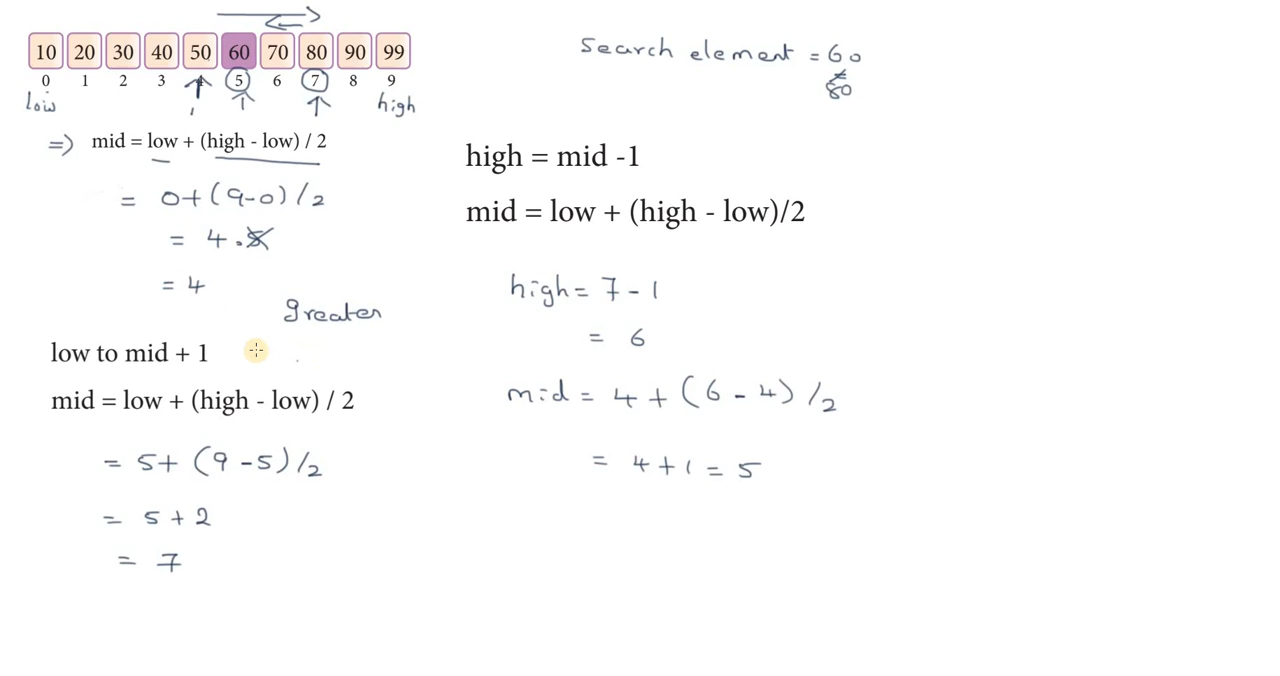 10 20 30 40 50 60 70 80 90 99
0 1 2 3 4 5 6 7 8 9
low high
Search element = 60
≠
80
=> mid = low + (high - low) / 2
= 0+(9-0)/2
= 4.5
= 4
greater
low to mid + 1
mid = low + (high - low) / 2
= 5+ (9-5)/2
= 5+2
= 7
high = mid -1
mid = low + (high - low)/2
high = 7-1
= 6
mid = 4 + (6-4)/2
= 4+1 = 5